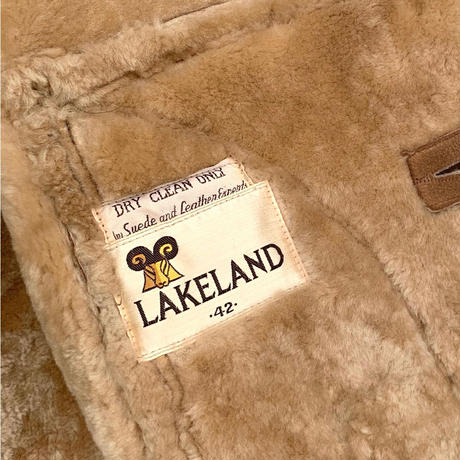 DRY CLEAN ONLY
by Suede and Leather Experts
LAKELAND
·42·